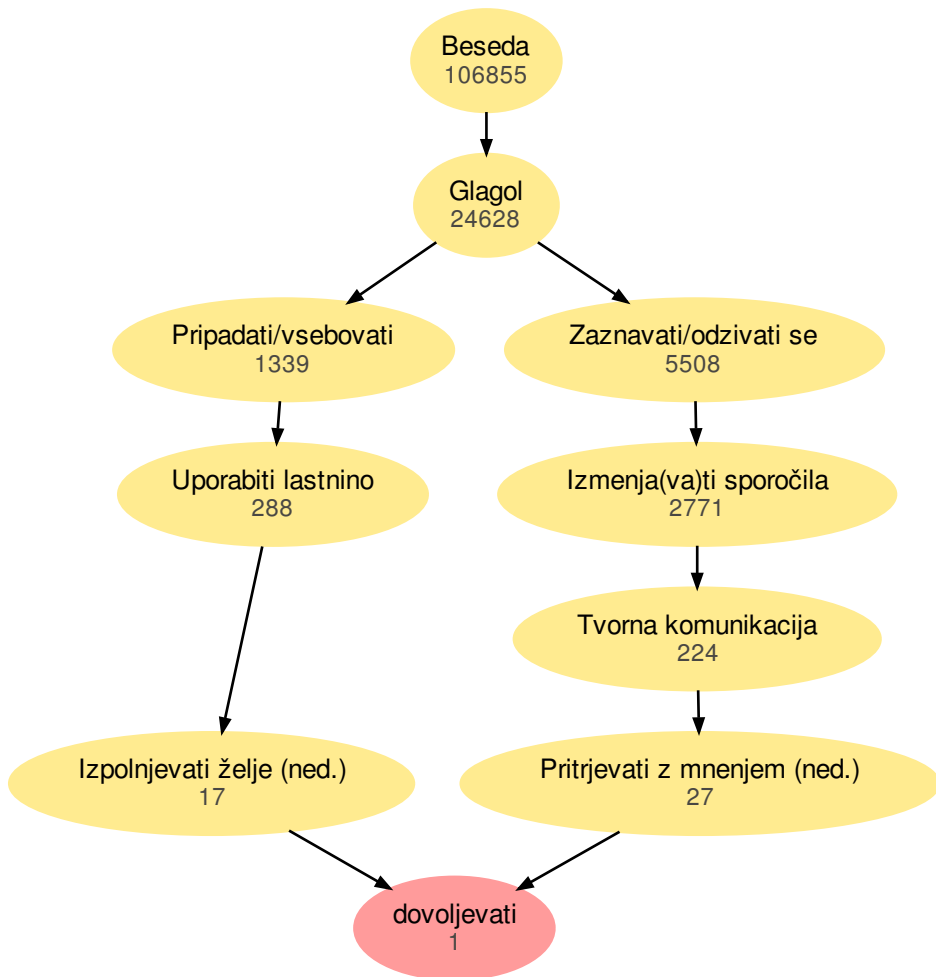 Beseda
106855
Glagol
24628
Pripadati/vsebovati
1339
Zaznavati/odzivati se
5508
Uporabiti lastnino
288
Izmenja(va)ti sporočila
2771
Tvorna komunikacija
224
Izpolnjevati želje (ned.)
17
Pritrjevati z mnenjem (ned.)
27
dovoljevati
1